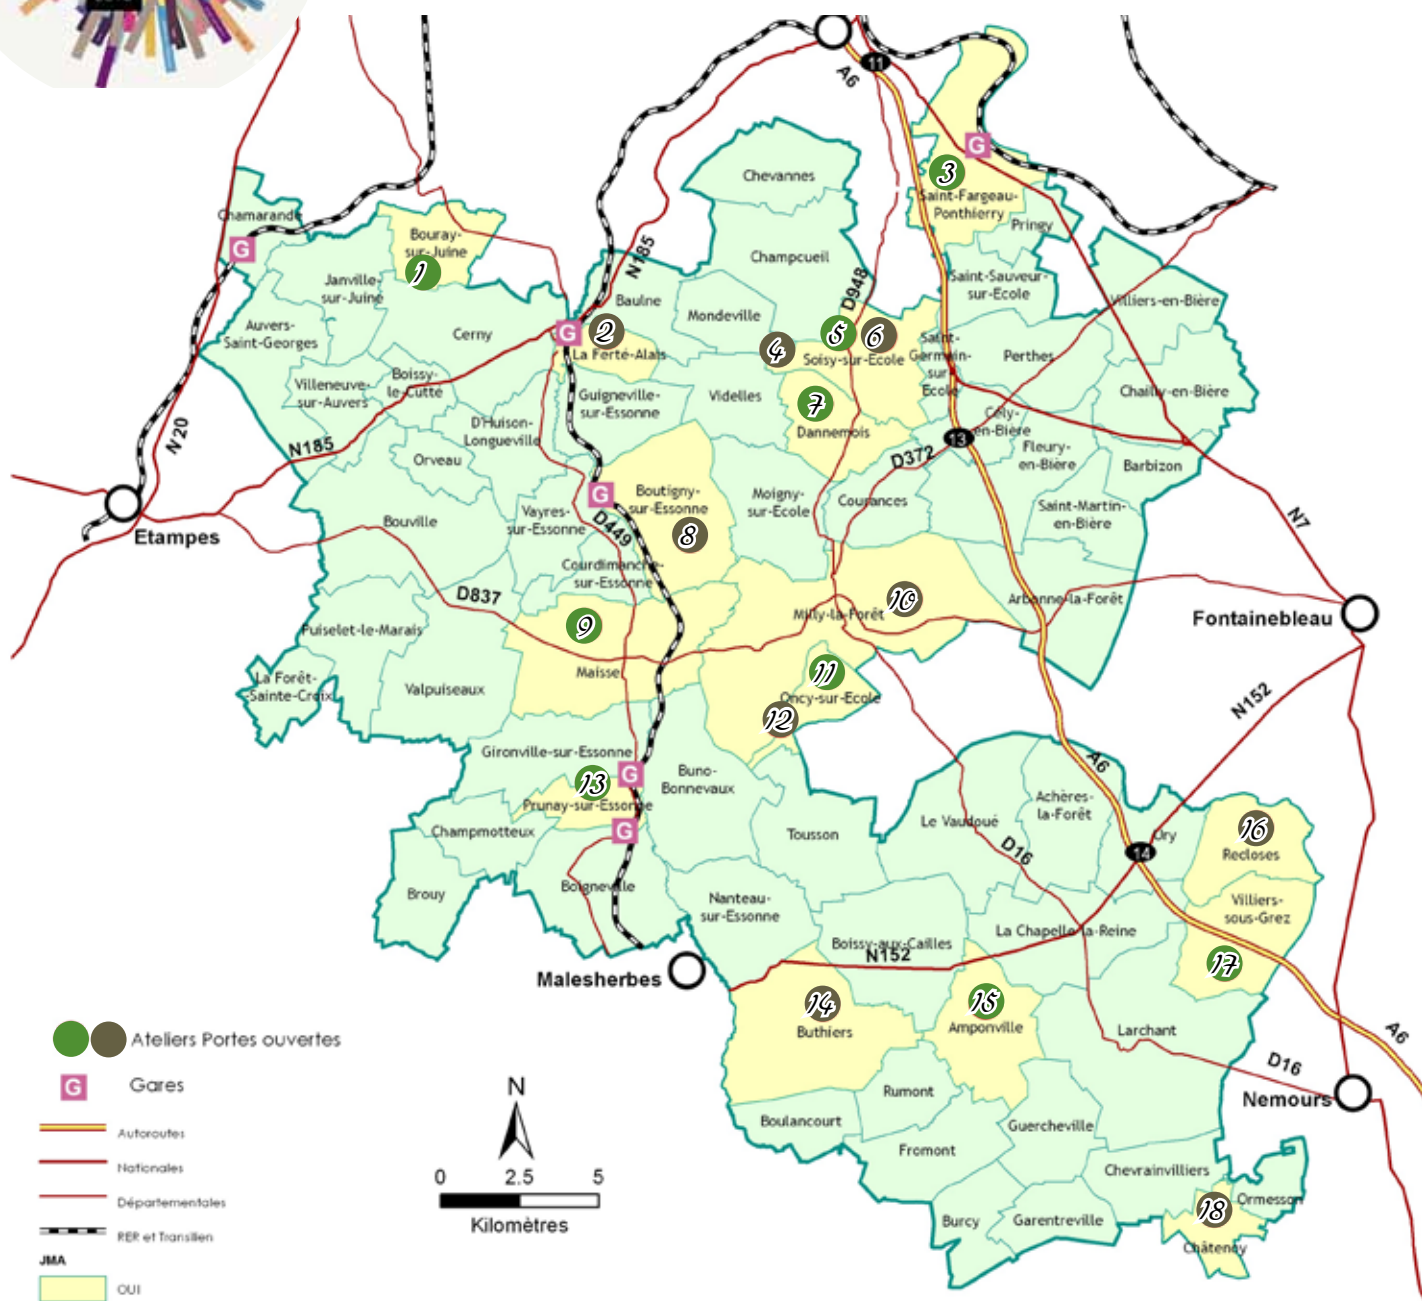 11
A6
Chevannes
3
Saint-Fargeau-
Ponthierry
Pringy
Chamarande
G
G
Bouray-
sur-Juine
1
Champcueil
N185
D948
Janville-
sur-Juine
Baulne
Mondeville
Saint-Sauveur-
sur-Ecole
Villiers-en-Bière
Auvers-
Saint-Georges
Cerny
G
2
La Ferté-Alais
4
5
6
Soisy-sur-Ecole
Saint-
Germain-
sur-
Ecole
Perthes
Villeneuve-
sur-Auvers
Boissy-
le-Cutté
Guigneville-
sur-Essonne
Videlles
7
Dannemois
Chailly-en-Bière
N20
N185
D'Huison-
Longueville
Orveau
13
Cély-
en-Bière
Fleury-
en-Bière
D372
Barbizon
G
Boutigny-
sur-Essonne
8
Moigny-
sur-Ecole
Courances
Saint-Martin-
en-Bière
N7
Etampes
Bouville
Vayres-
sur-Essonne
D449
Courdimanche-
sur-Essonne
D837
9
10
Milly-la-Forêt
Arbonne-la-Forêt
Fontainebleau
Puiselet-le-Marais
La Forêt-
-Sainte-Croix
Valpuiseaux
Maisse
11
Oncy-sur-Ecole
12
N152
Gironville-sur-Essonne
G
13
Prunay-sur-Essonne
G
Buno-
Bonnevaux
A6
Achères-
la-Forêt
Le Vaudoué
Champmotteux
Tousson
D16
14
Ury
16
Recloses
Brouy
Boigneville
Nanteau-
sur-Essonne
Villiers-
sous-Grez
La Chapelle-la-Reine
Boissy-aux-Cailles
N152
17
Malesherbes
14
Buthiers
15
Amponville
Larchant
A6
D16
Nemours
Rumont
Boulancourt
Guercheville
Fromont
Chevrainvilliers
Ormesson
18
Châtenoy
Burcy
Garentreville
Ateliers Portes ouvertes
G
Gares
Autoroutes
Nationales
Départementales
RER et Transilien
JMA
OUI
N
0
2.5
5
Kilomètres